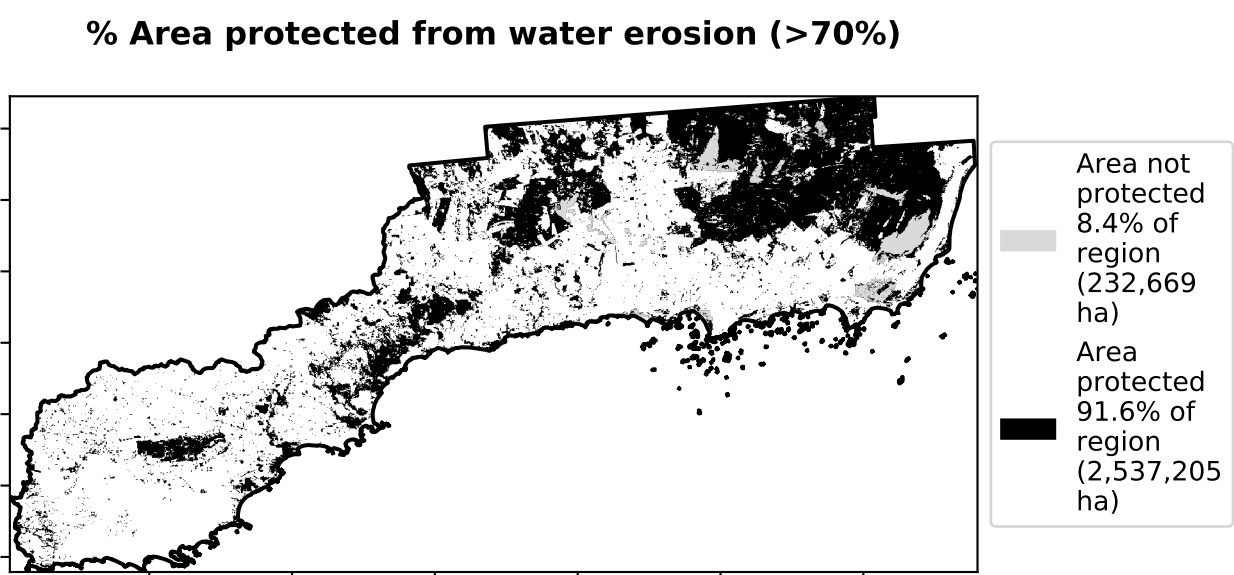 % Area protected from water erosion (>70%)
Area not
protected
8.4% of
region
(232,669
ha)
Area
protected
91.6% of
region
(2,537,205
ha)